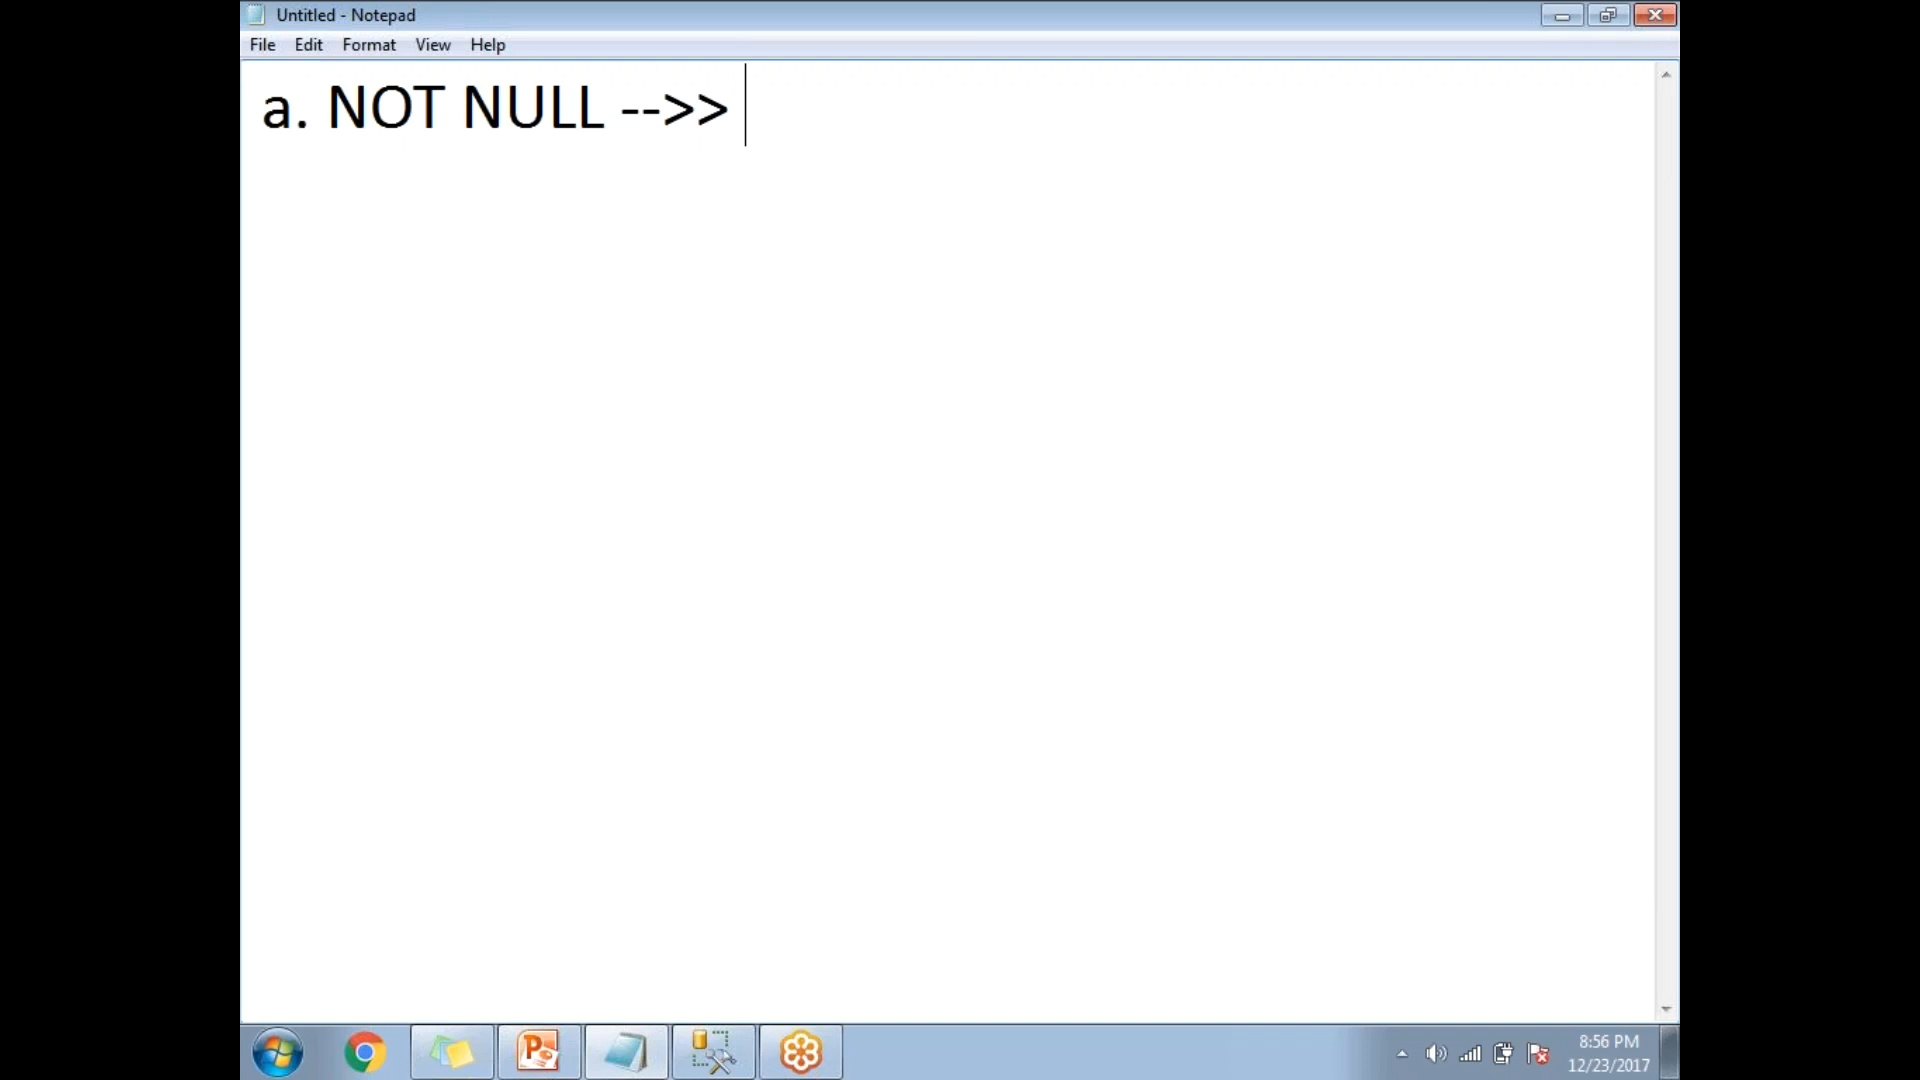 Untitled - Notepad
File Edit Format View Help
a. NOT NULL -->>
8:56 PM
12/23/2017